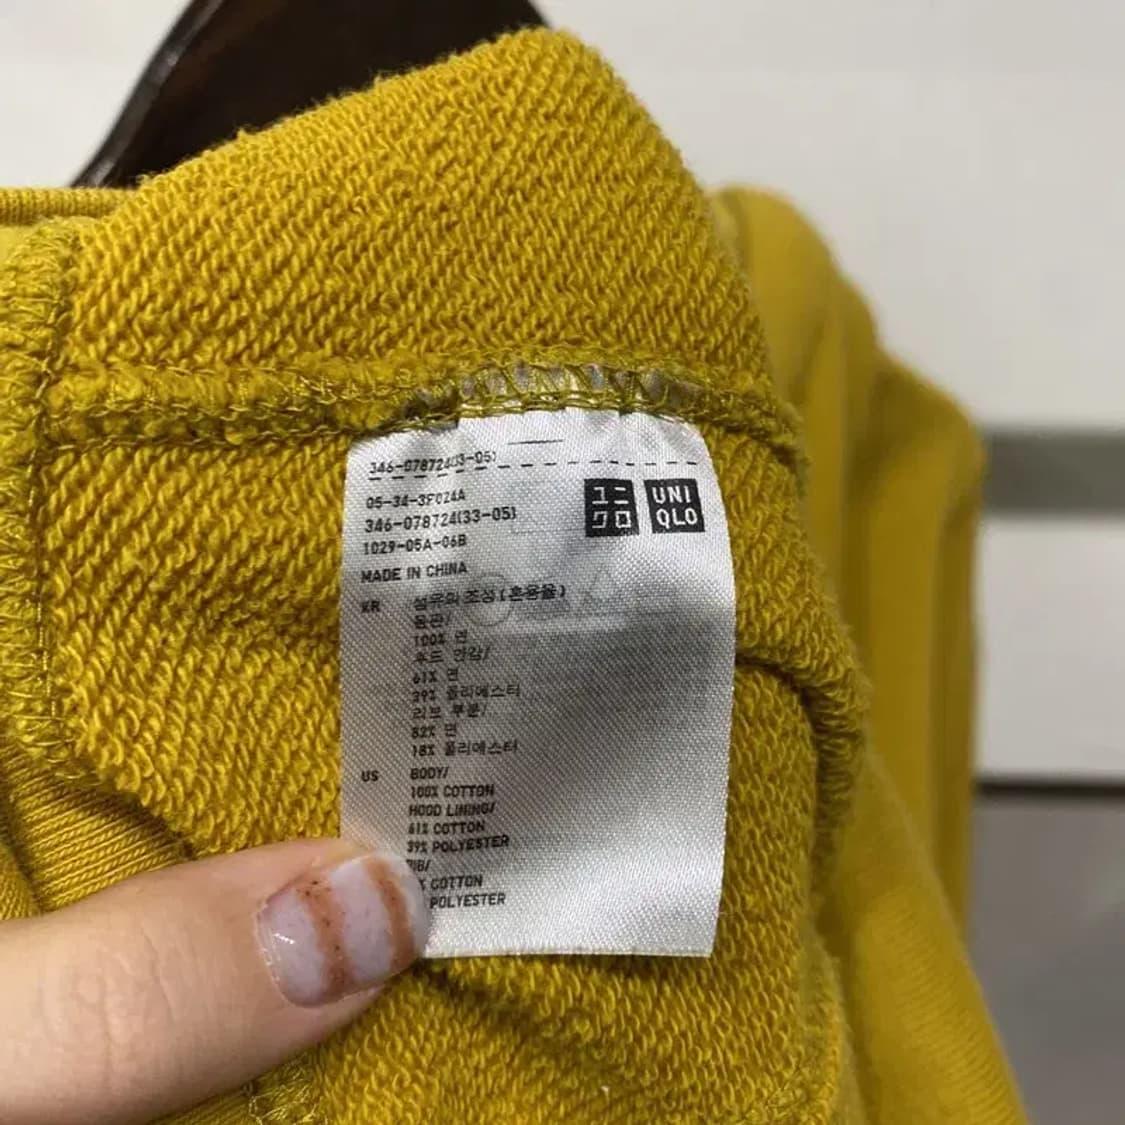 346-078724(33-05)
05-34-3F024A
346-078724(33-05)
1029-05A-06B
ユニ
クロ
UNI
QLO
MADE IN CHINA
KR 섬유의 조성(혼용율)
몸판/
100% 면
후드 안감/
61% 면
39% 폴리에스터
리브 부분/
82% 면
18% 폴리에스터
US BODY/
100% COTTON
HOOD LINING/
61% COTTON
39% POLYESTER
RIB/
% COTTON
POLYESTER